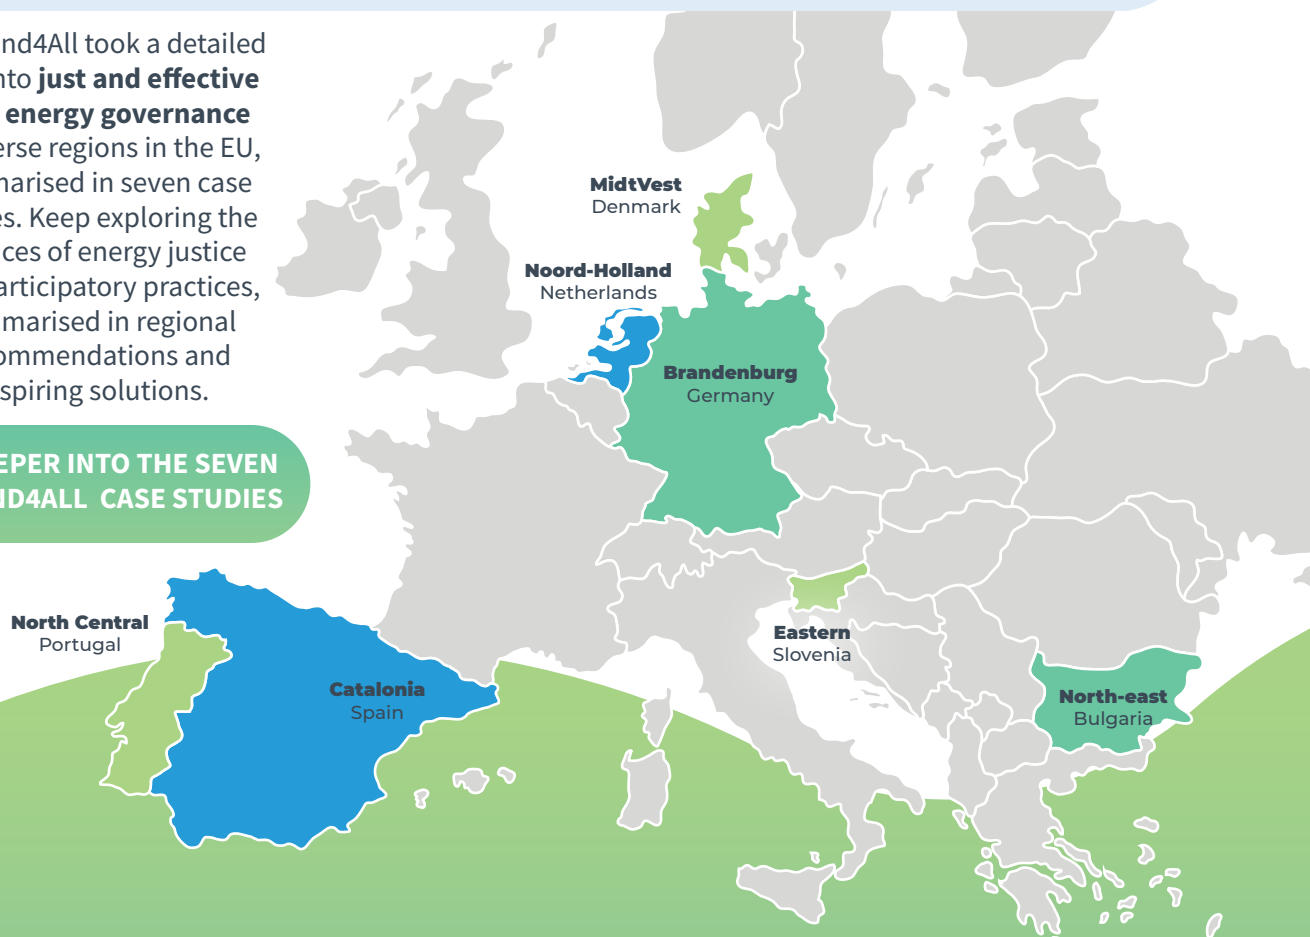 nd4All took a detailed
nto just and effective
energy governance
erse regions in the EU,
marised in seven case
es. Keep exploring the
ces of energy justice
articipatory practices,
marised in regional
ommendations and
spiring solutions.
EPER INTO THE SEVEN
ND4ALL CASE STUDIES
MidtVest
Denmark
Noord-Holland
Netherlands
Brandenburg
Germany
North Central
Portugal
Catalonia
Spain
Eastern
Slovenia
North-east
Bulgaria